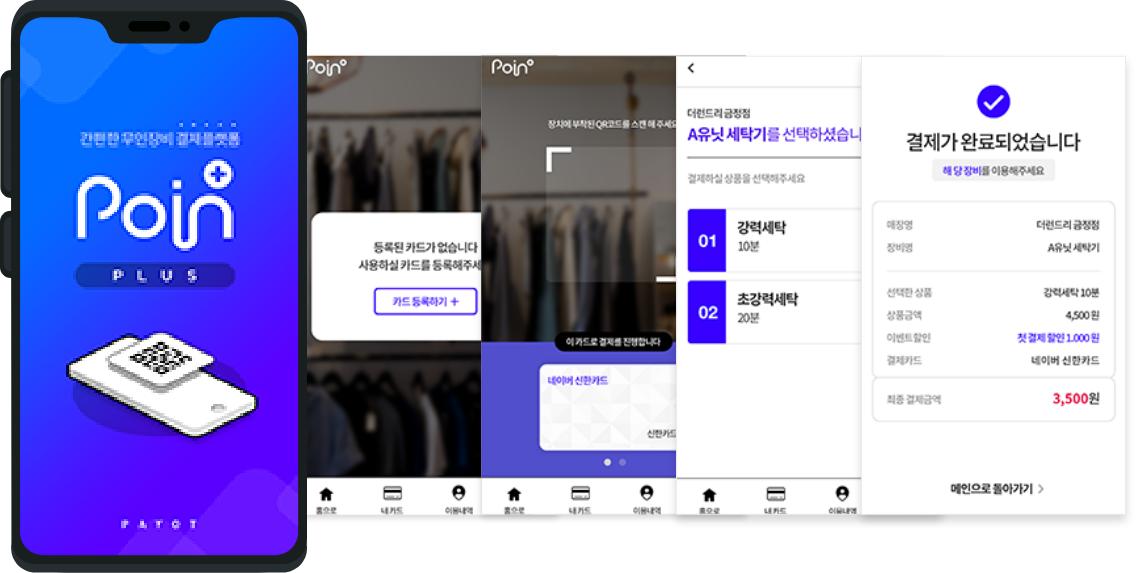 간편한 무인장비 결제플랫폼
Poin+
PLUS
PAYOT
Poin
등록된 카드가 없습니다
사용하실 카드를 등록해주세
카드 등록하기 +
홈으로
내 카드
이용내역
Poin
장치에 부착된 QR코드를 스캔 해 주세요
이 카드로 결제를 진행합니다
네이버 신한카드
신한카드
홈으로
내 카드
이용내역
더런드리 금정점
A유닛 세탁기를 선택하셨습니
결제하실 상품을 선택해주세요
01
강력세탁
10분
02
초강력세탁
20분
홈으로
내 카드
이용내역
결제가 완료되었습니다
해당 장비를 이용해주세요
매장명 더런드리 금정점
장비명 A유닛 세탁기
선택한 상품 강력세탁 10분
상품금액 4,500 원
이벤트할인 첫 결제 할인 1.000 원
결제카드 네이버 신한카드
최종 결제금액 3,500원
메인으로 돌아가기 >